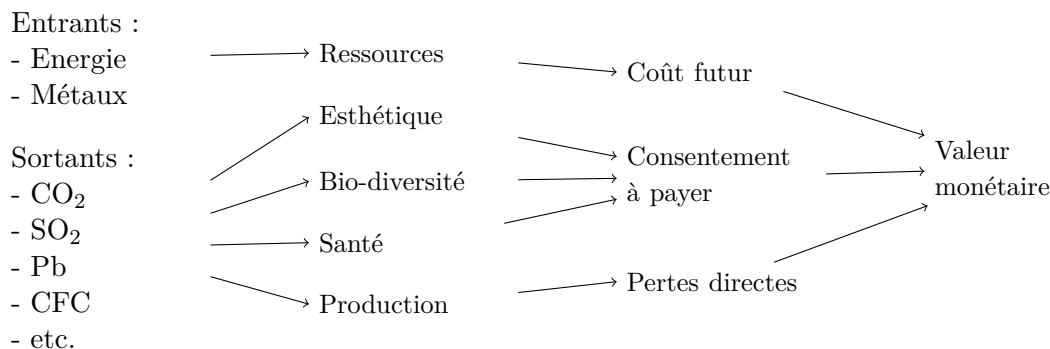 Entrants :
- Energie
- Métaux
Sortants :
- CO₂
- SO₂
- Pb
- CFC
- etc.
Ressources
Esthétique
Bio-diversité
Santé
Production
Coût futur
Consentement
à payer
Pertes directes
Valeur
monétaire